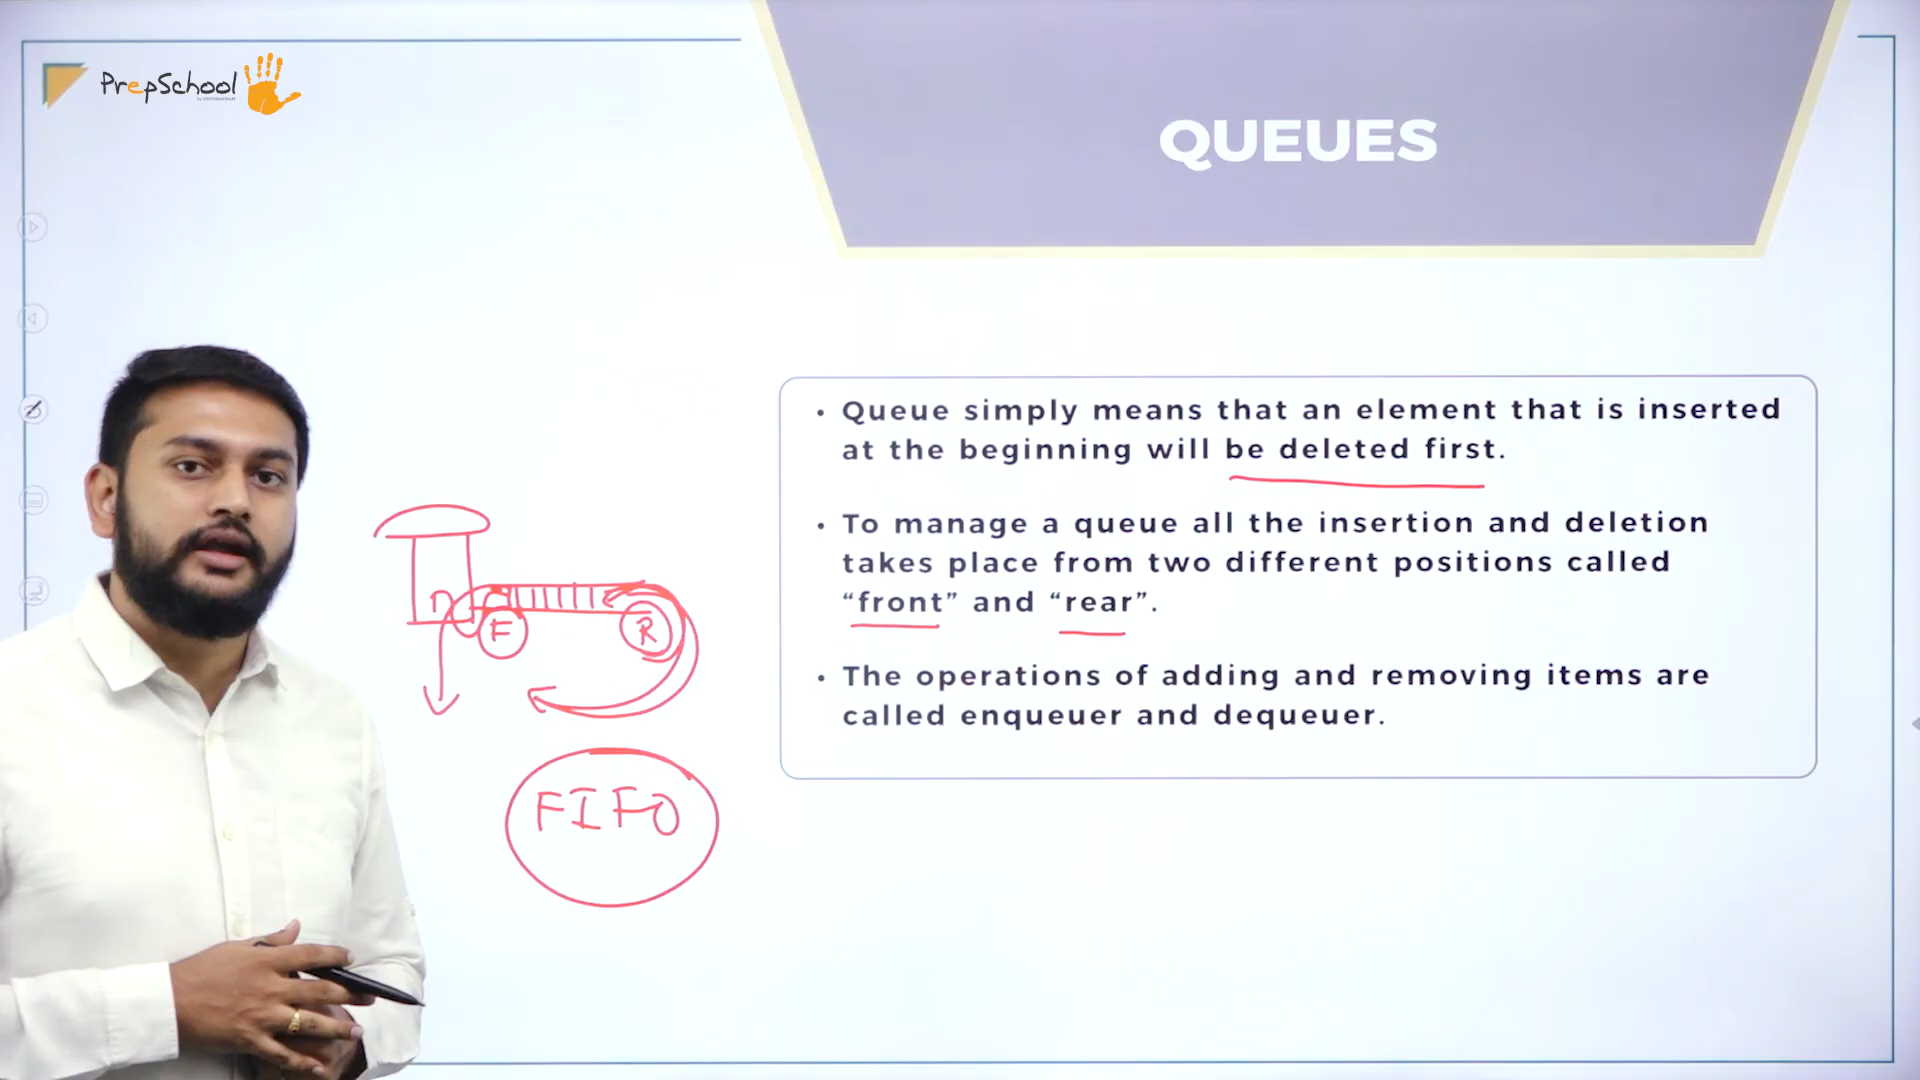 PrepSchool
QUEUES
• Queue simply means that an element that is inserted
at the beginning will be deleted first.
• To manage a queue all the insertion and deletion
takes place from two different positions called
“front” and “rear”.
• The operations of adding and removing items are
called enqueuer and dequeuer.
F
R
FIFO